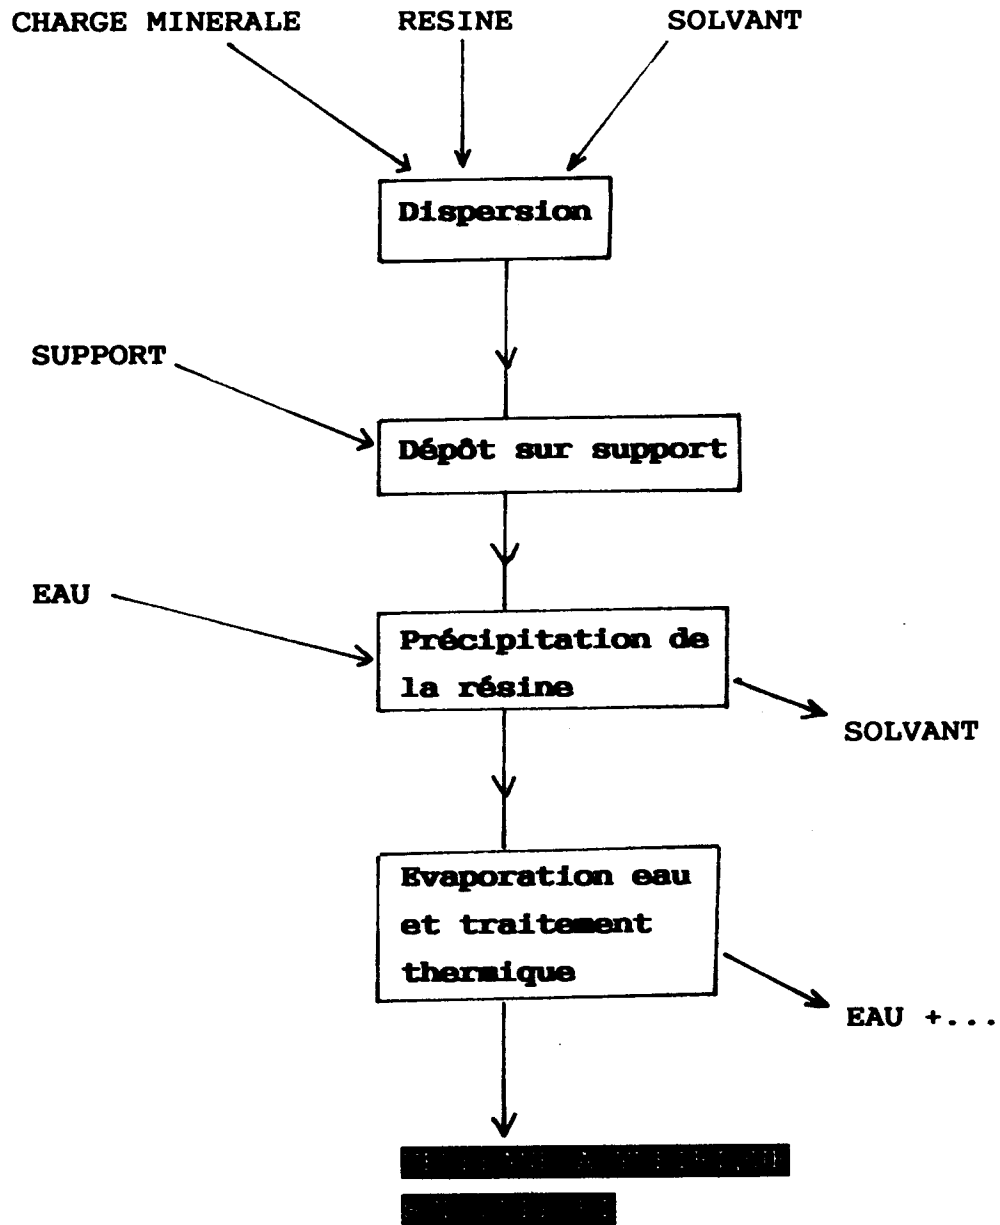 CHARGE MINERALE RESINE SOLVANT
Dispersion
SUPPORT
Dépôt sur support
EAU
Précipitation de
la résine
SOLVANT
Evaporation eau
et traitement
thermique
EAU +...